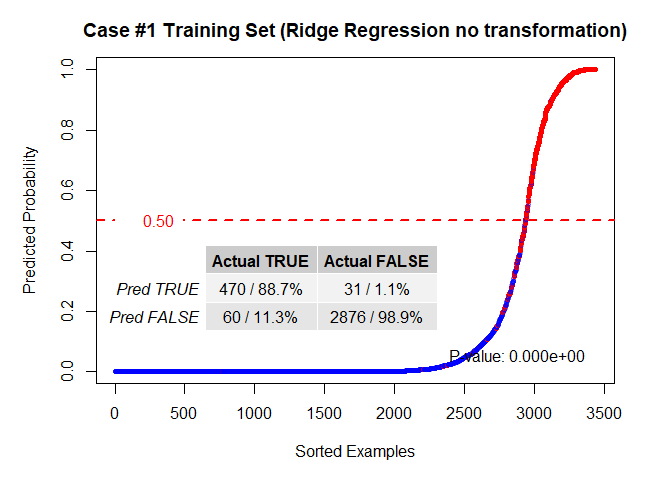 Case #1 Training Set (Ridge Regression no transformation)
Predicted Probability
1.0
0.8
0.6
0.4
0.2
0.0
0.50
Actual TRUE Actual FALSE
Pred TRUE 470 / 88.7% 31 / 1.1%
Pred FALSE 60 / 11.3% 2876 / 98.9%
P value: 0.000e+00
0 500 1000 1500 2000 2500 3000 3500
Sorted Examples